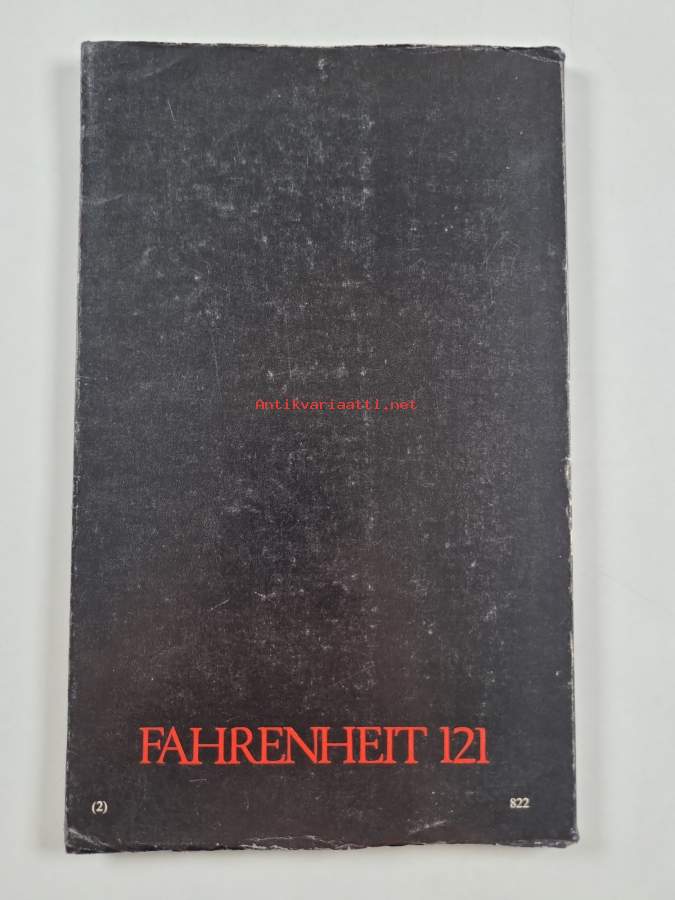 Antikvariaatti.net
FAHRENHEIT 121
(2)
822